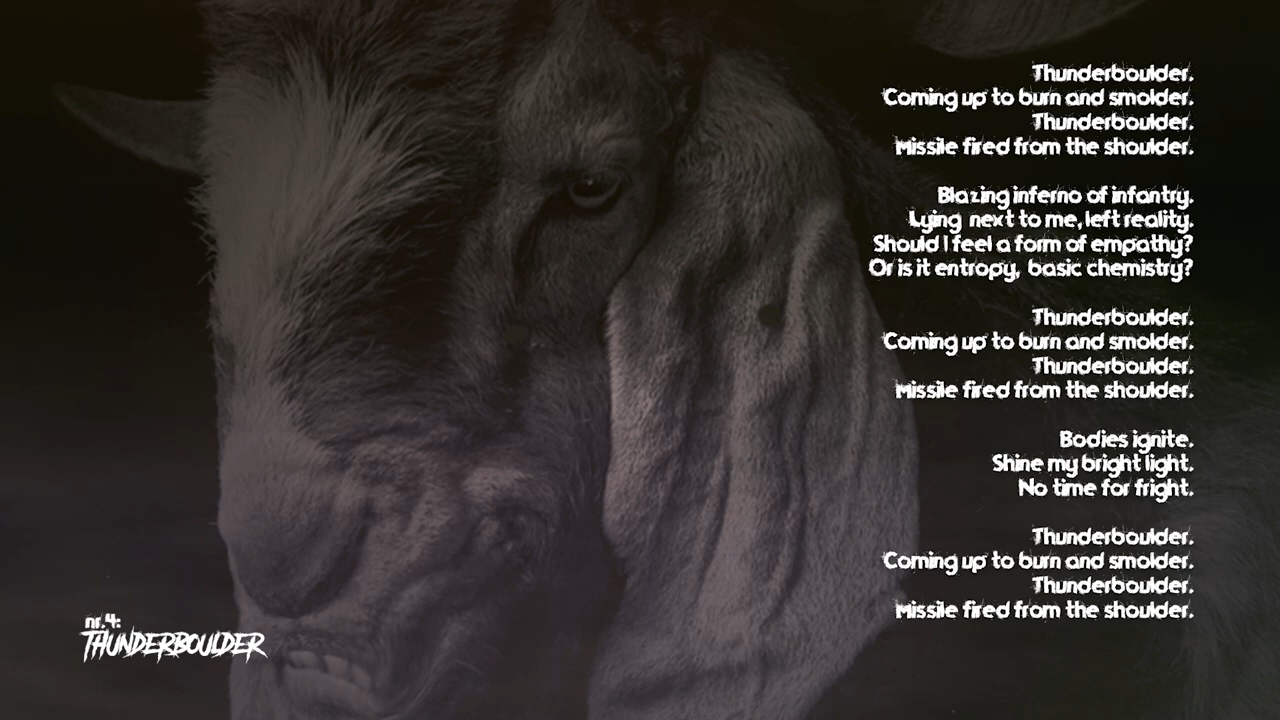 Thunderboulder.
Coming up to burn and smolder.
Thunderboulder.
Missile fired from the shoulder.
Blazing inferno of infantry.
Lying next to me, left reality.
Should I feel a form of empathy?
Or is it entropy, basic chemistry?
Thunderboulder.
Coming up to burn and smolder.
Thunderboulder.
Missile fired from the shoulder.
Bodies ignite.
Shine my bright light.
No time for fright.
Thunderboulder.
Coming up to burn and smolder.
Thunderboulder.
Missile fired from the shoulder.
nr.4:
THUNDERBOULDER